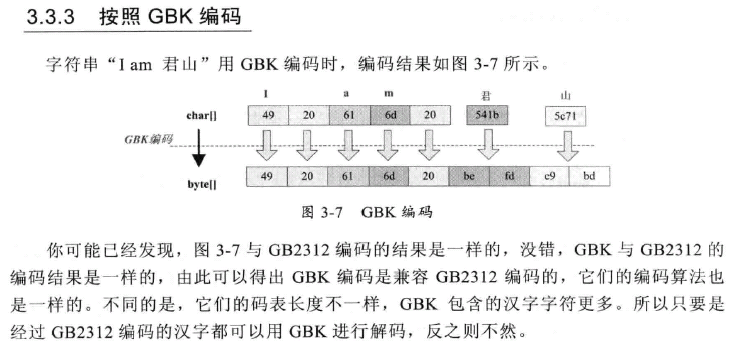 3.3.3 按照 GBK 编码
字符串“I am 君山”用 GBK 编码时，编码结果如图 3-7 所示。
I a m 君 山
char[] 49 20 61 6d 20 541b 5c71
GBK编码
byte[] 49 20 61 6d 20 be fd c9 bd
图 3-7 GBK 编码
你可能已经发现，图 3-7 与 GB2312 编码的结果是一样的，没错，GBK 与 GB2312 的
编码结果是一样的，由此可以得出 GBK 编码是兼容 GB2312 编码的，它们的编码算法也
是一样的。不同的是，它们的码表长度不一样，GBK 包含的汉字字符更多。所以只要是
经过 GB2312 编码的汉字都可以用 GBK 进行解码，反之则不然。